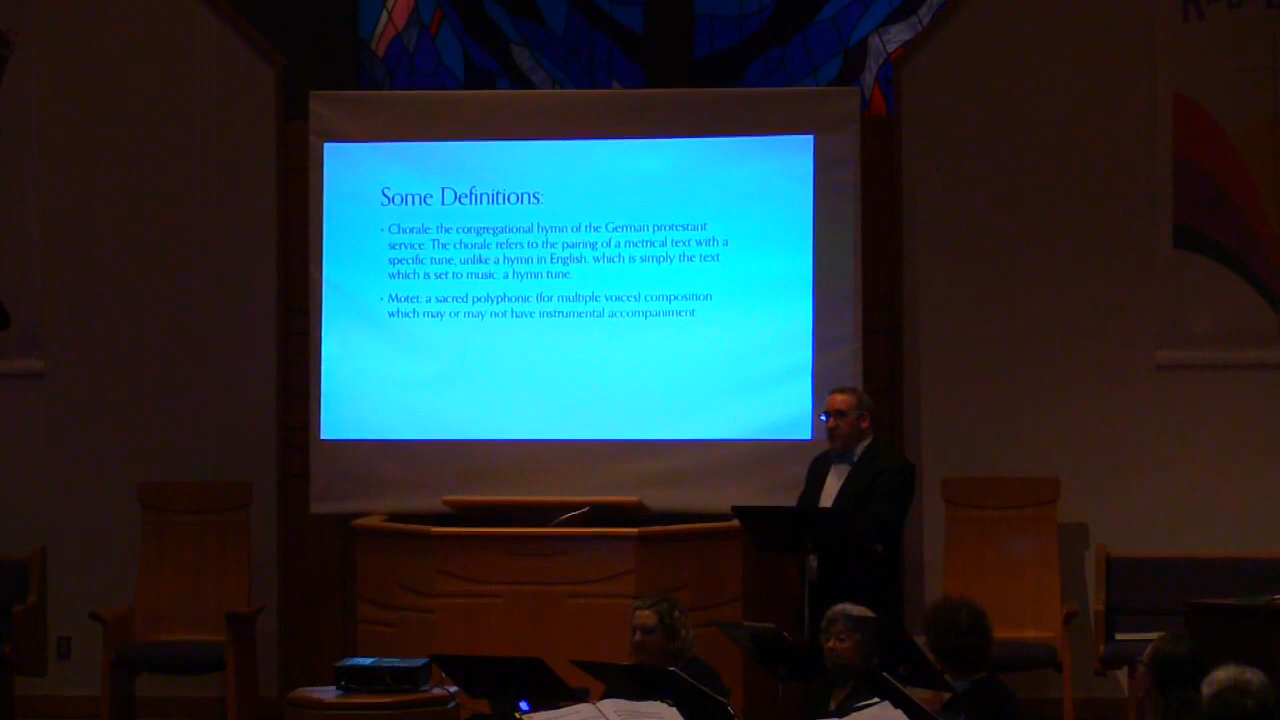 Some Definitions:
• Chorale: the congregational hymn of the German protestant
service. The chorale refers to the pairing of a metrical text with a
specific tune, unlike a hymn in English, which is simply the text
which is set to music, a hymn tune.
• Motet: a sacred polyphonic (for multiple voices) composition
which may or may not have instrumental accompaniment.